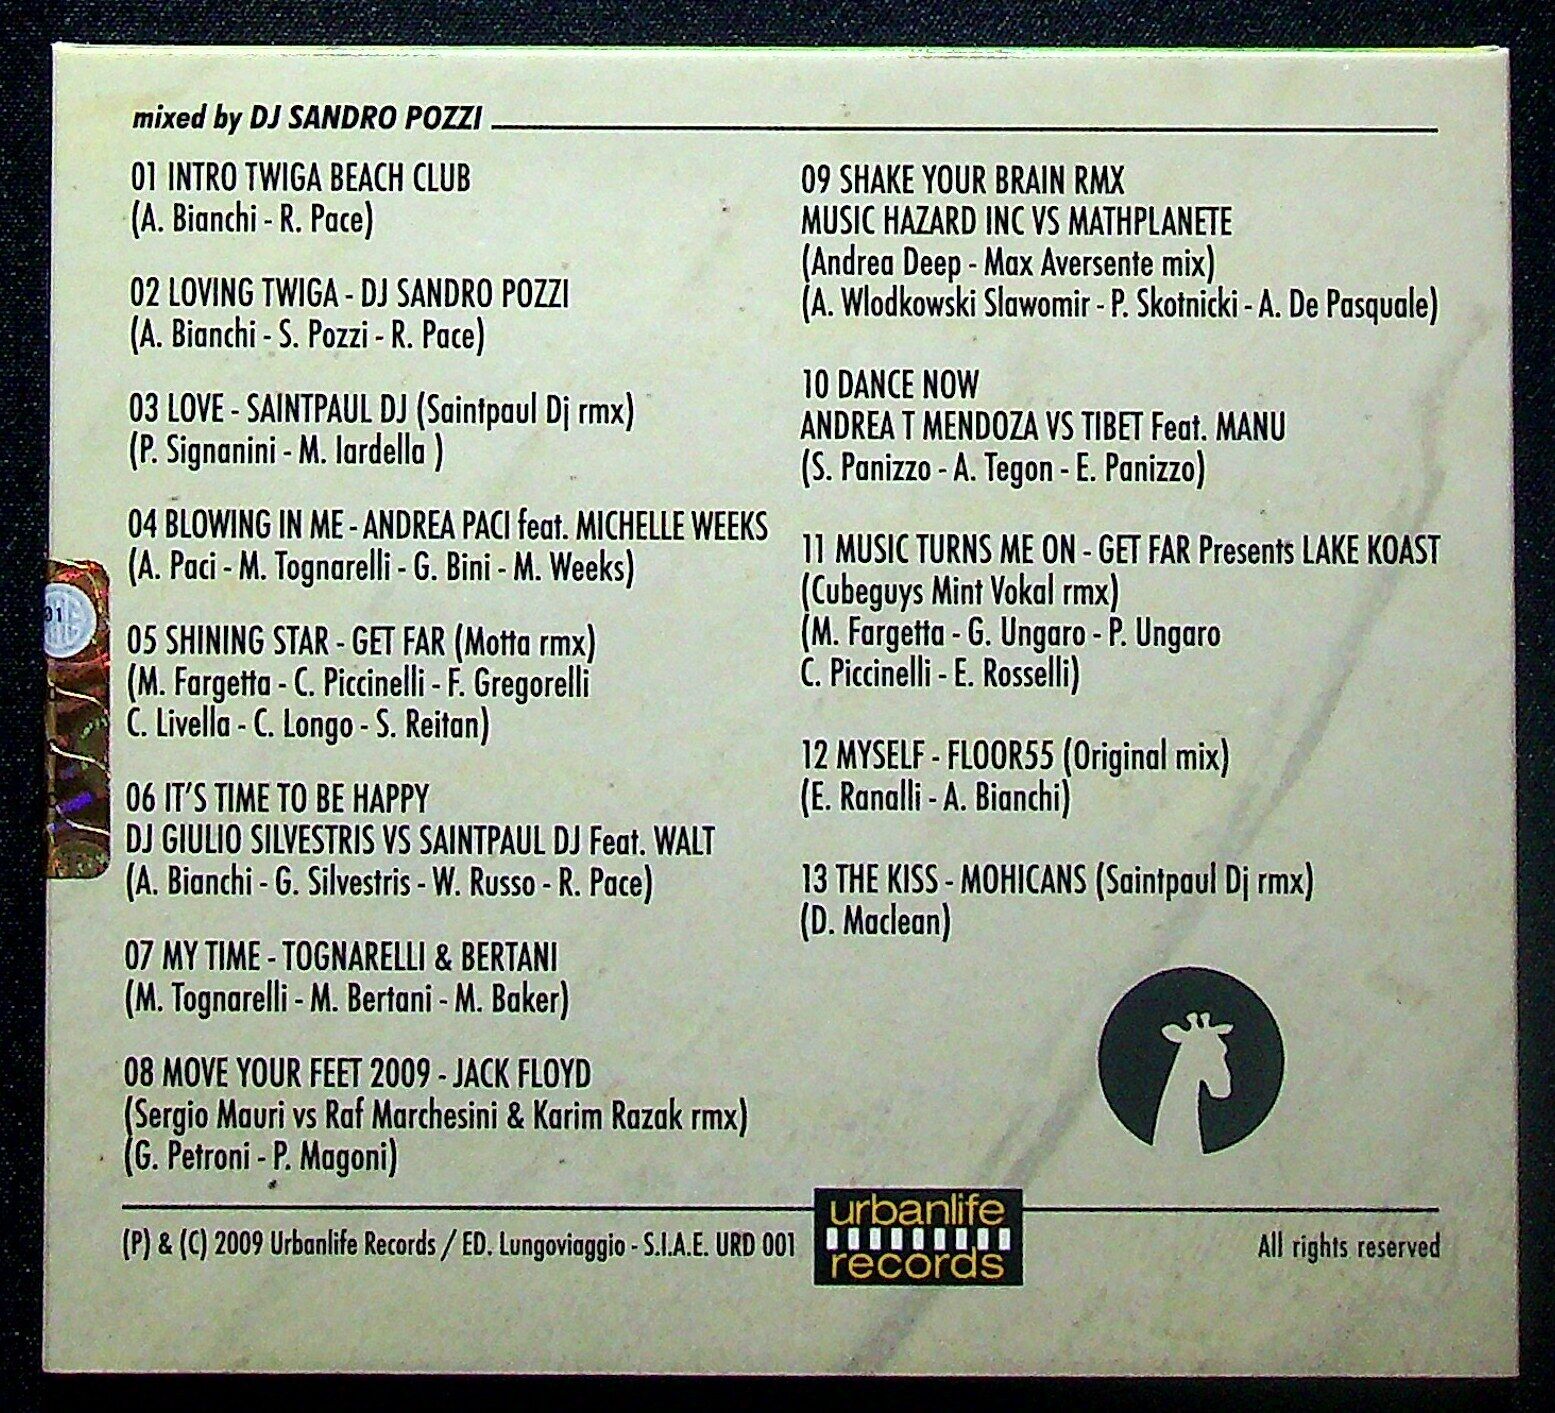 mixed by DJ SANDRO POZZI
01 INTRO TWIGA BEACH CLUB
(A. Bianchi - R. Pace)
02 LOVING TWIGA - DJ SANDRO POZZI
(A. Bianchi - S. Pozzi - R. Pace)
03 LOVE - SAINTPAUL DJ (Saintpaul Dj rmx)
(P. Signanini - M. Iardella )
04 BLOWING IN ME - ANDREA PACI feat. MICHELLE WEEKS
(A. Paci - M. Tognarelli - G. Bini - M. Weeks)
05 SHINING STAR - GET FAR (Motta rmx)
(M. Fargetta - C. Piccinelli - F. Gregorelli
C. Livella - C. Longo - S. Reitan)
06 IT'S TIME TO BE HAPPY
DJ GIULIO SILVESTRIS VS SAINTPAUL DJ Feat. WALT
(A. Bianchi - G. Silvestris - W. Russo - R. Pace)
07 MY TIME - TOGNARELLI & BERTANI
(M. Tognarelli - M. Bertani - M. Baker)
08 MOVE YOUR FEET 2009 - JACK FLOYD
(Sergio Mauri vs Raf Marchesini & Karim Razak rmx)
(G. Petroni - P. Magoni)
09 SHAKE YOUR BRAIN RMX
MUSIC HAZARD INC VS MATHPLANETE
(Andrea Deep - Max Aversente mix)
(A. Wlodkowski Slawomir - P. Skotnicki - A. De Pasquale)
10 DANCE NOW
ANDREA T MENDOZA VS TIBET Feat. MANU
(S. Panizzo - A. Tegon - E. Panizzo)
11 MUSIC TURNS ME ON - GET FAR Presents LAKE KOAST
(Cubeguys Mint Vokal rmx)
(M. Fargetta - G. Ungaro - P. Ungaro
C. Piccinelli - E. Rosselli)
12 MYSELF - FLOOR55 (Original mix)
(E. Ranalli - A. Bianchi)
13 THE KISS - MOHICANS (Saintpaul Dj rmx)
(D. Maclean)
(P) & (C) 2009 Urbanlife Records / ED. Lungoviaggio - S.I.A.E. URD 001
urbanlife
records
All rights reserved